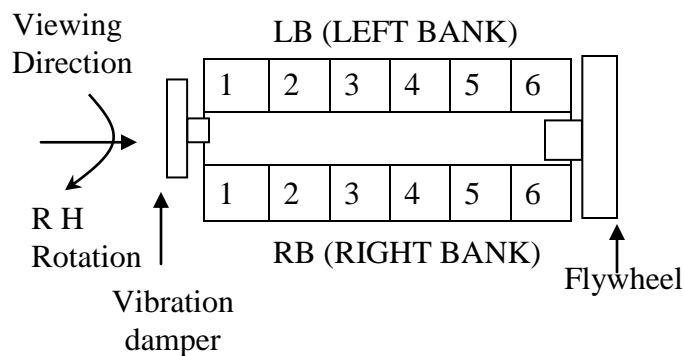 Viewing
Direction
LB (LEFT BANK)
1 2 3 4 5 6
1 2 3 4 5 6
R H
Rotation
RB (RIGHT BANK)
Flywheel
Vibration
damper